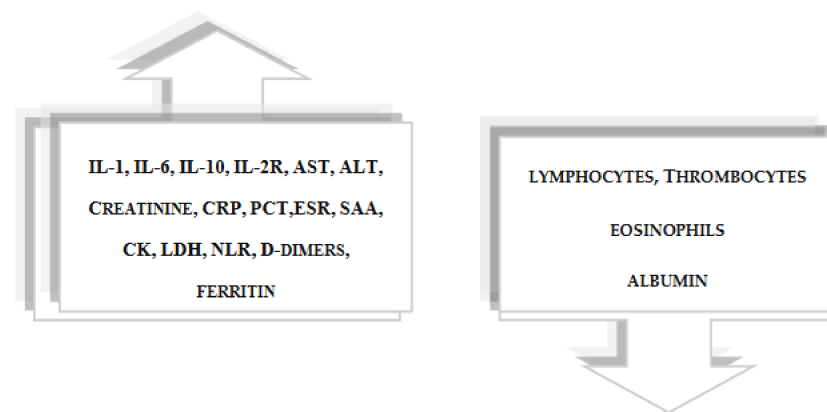 IL-1, IL-6, IL-10, IL-2R, AST, ALT,
CREATININE, CRP, PCT,ESR, SAA,
CK, LDH, NLR, D-DIMERS,
FERRITIN
LYMPHOCYTES, THROMBOCYTES
EOSINOPHILS
ALBUMIN